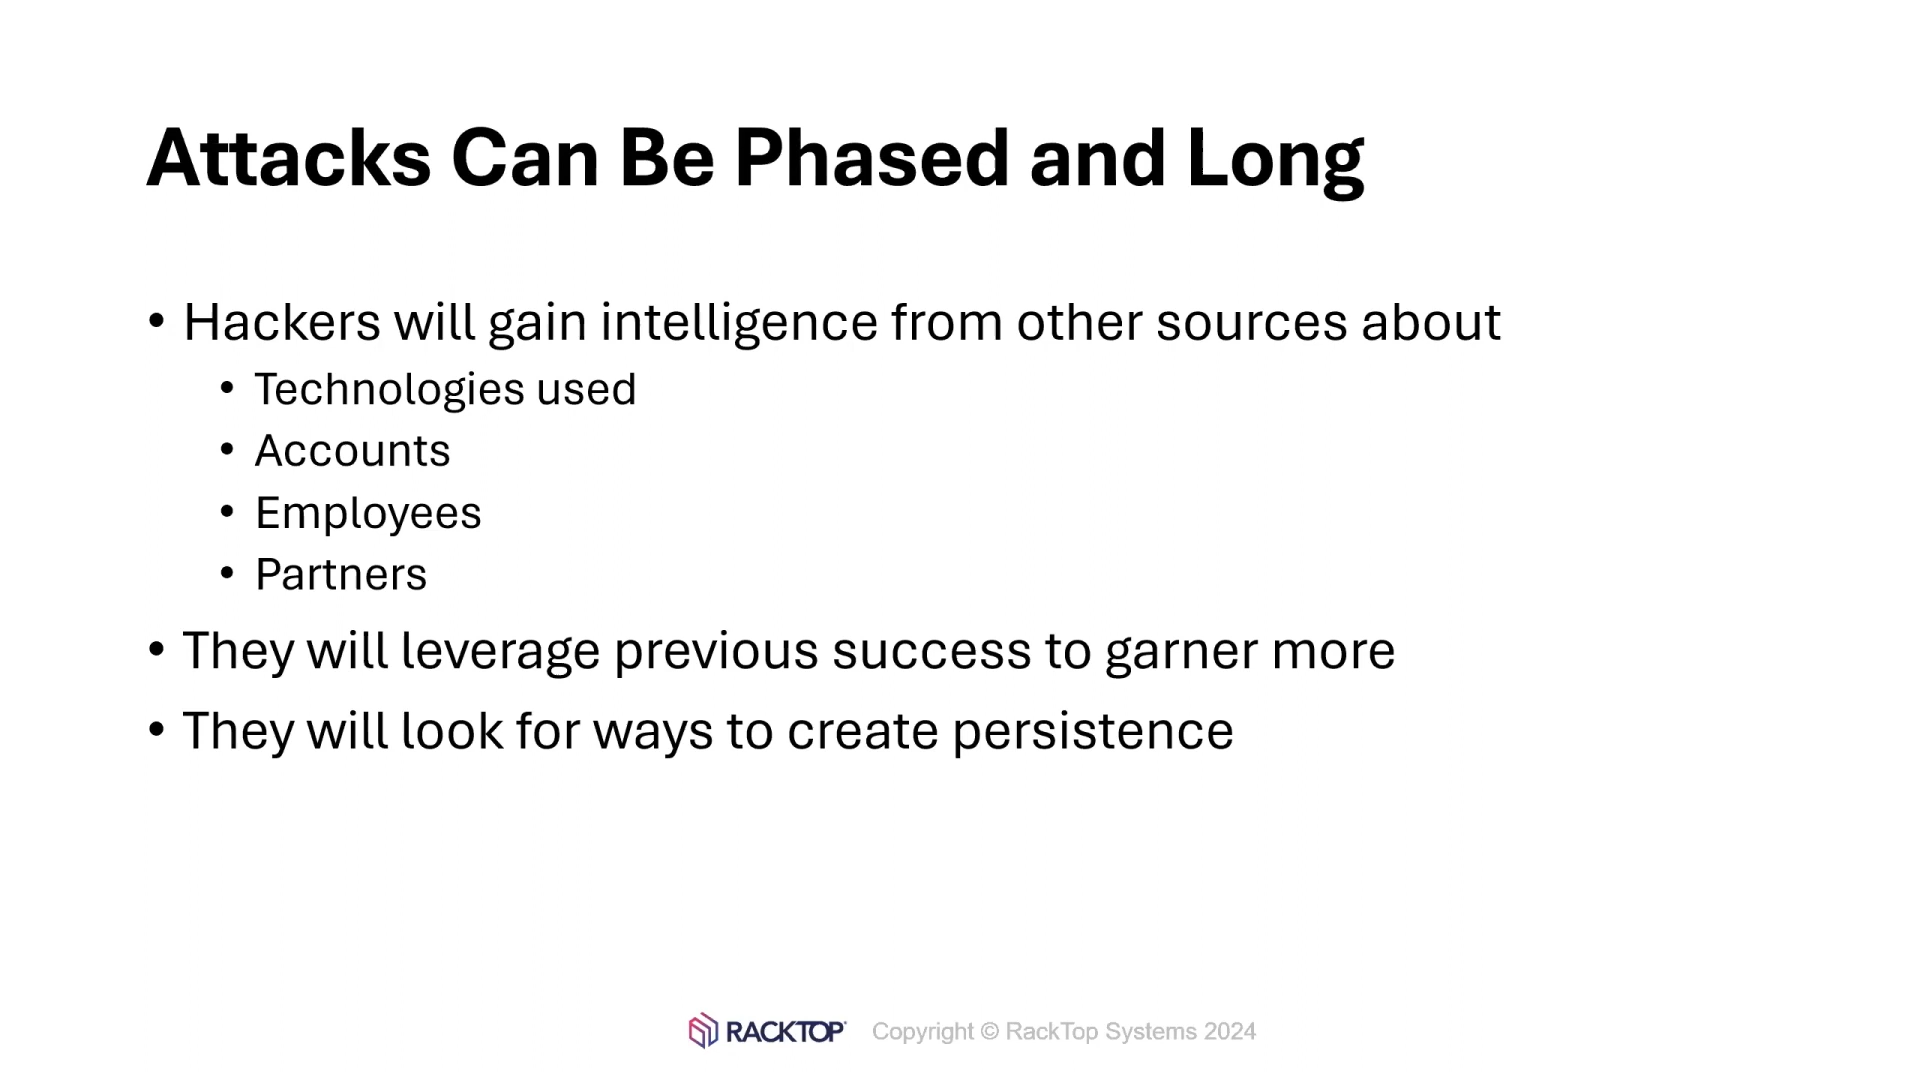 Attacks Can Be Phased and Long
• Hackers will gain intelligence from other sources about
• Technologies used
• Accounts
• Employees
• Partners
• They will leverage previous success to garner more
• They will look for ways to create persistence
RACKTOP Copyright © RackTop Systems 2024